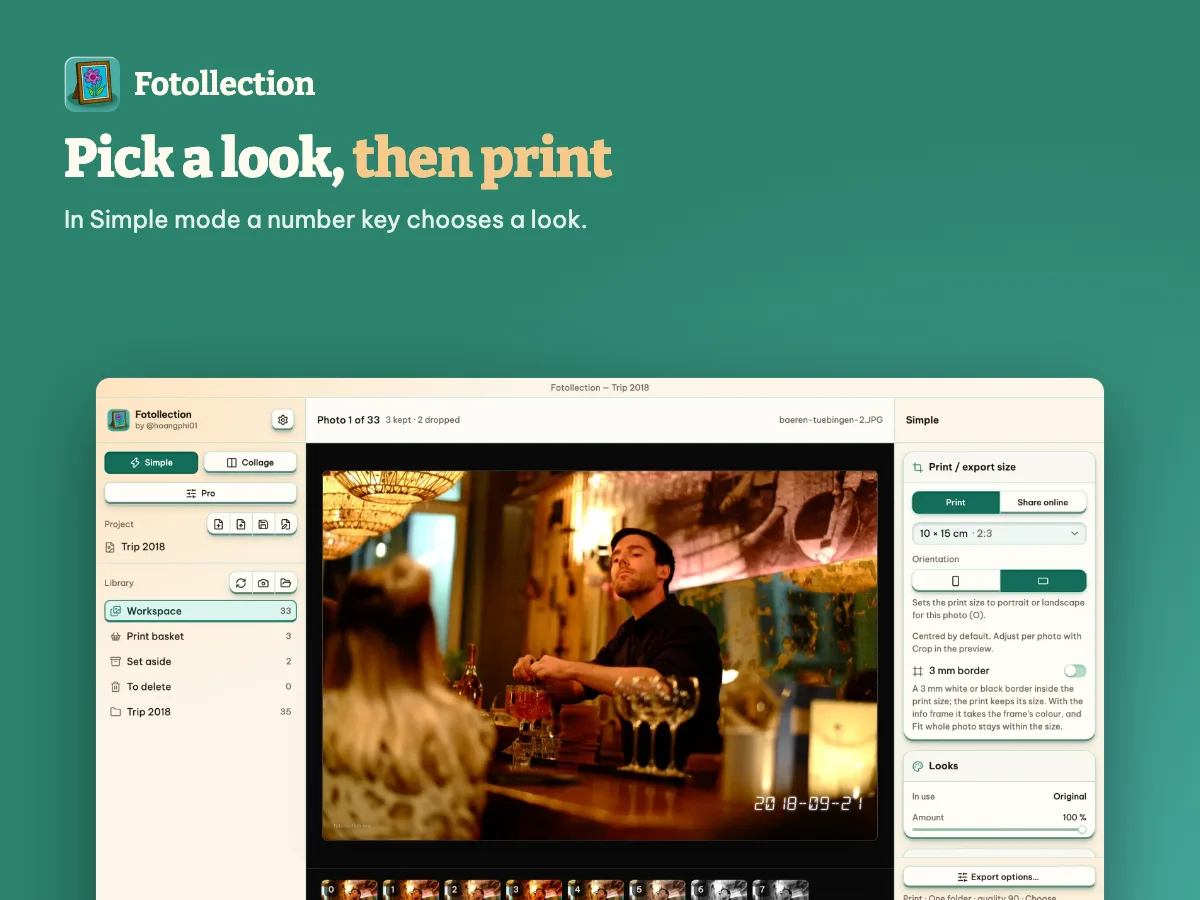 Fotollection
Pick a look, then print
In Simple mode a number key chooses a look.
Fotollection — Trip 2018
Fotollection
by @hoangphi01
Simple
Collage
Pro
Project
Trip 2018
Library
Workspace 33
Print basket 3
Set aside 2
To delete 0
Trip 2018 35
Photo 1 of 33 3 kept · 2 dropped
baeren-tuebingen-2.JPG
2018-09-21
0 1 2 3 4 5 6 7
Simple
Print / export size
Print
Share online
10 × 15 cm · 2:3
Orientation
Sets the print size to portrait or landscape
for this photo (O).
Centred by default. Adjust per photo with
Crop in the preview.
3 mm border
A 3 mm white or black border inside the
print size; the print keeps its size. With the
info frame it takes the frame's colour, and
Fit whole photo stays within the size.
Looks
In use Original
Amount 100 %
Export options...
Print · One folder · quality 90 · Choose